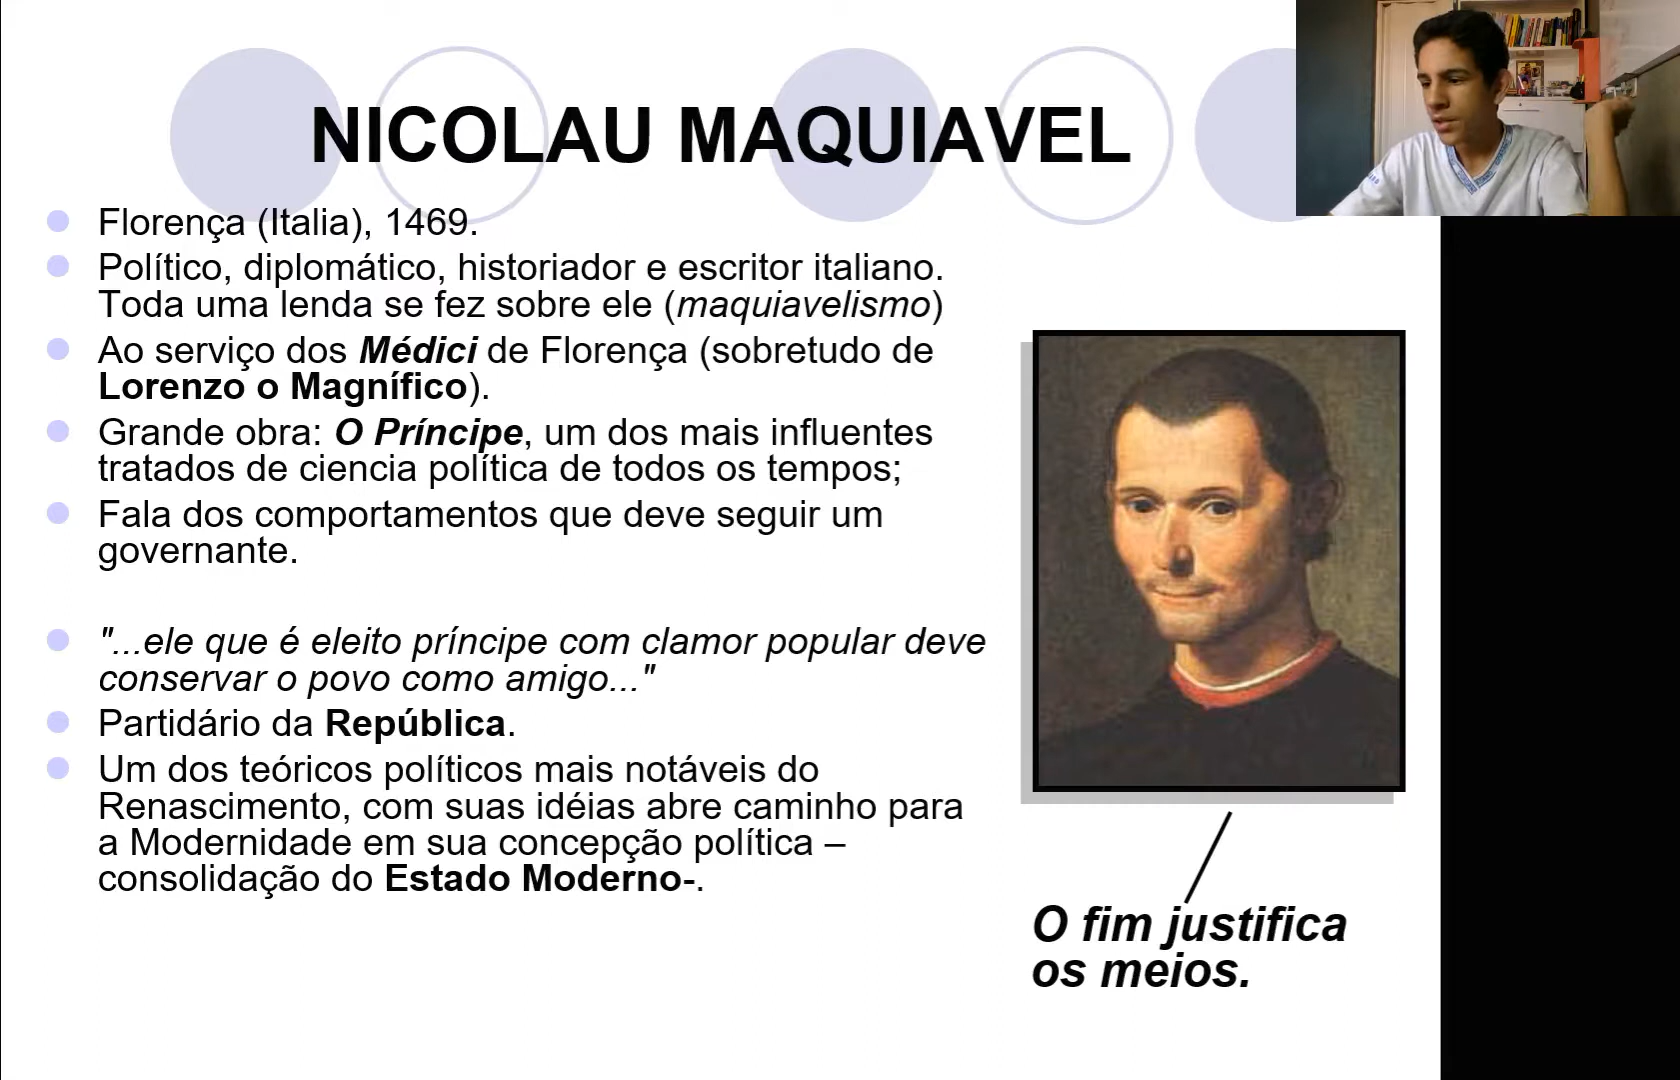 NICOLAU MAQUIAVEL
Florença (Italia), 1469.
Político, diplomático, historiador e escritor italiano.
Toda uma lenda se fez sobre ele (maquiavelismo)
Ao serviço dos Médici de Florença (sobretudo de
Lorenzo o Magnífico).
Grande obra: O Príncipe, um dos mais influentes
tratados de ciencia política de todos os tempos;
Fala dos comportamentos que deve seguir um
governante.
"...ele que é eleito príncipe com clamor popular deve
conservar o povo como amigo..."
Partidário da República.
Um dos teóricos políticos mais notáveis do
Renascimento, com suas idéias abre caminho para
a Modernidade em sua concepção política –
consolidação do Estado Moderno-.
O fim justifica
os meios.